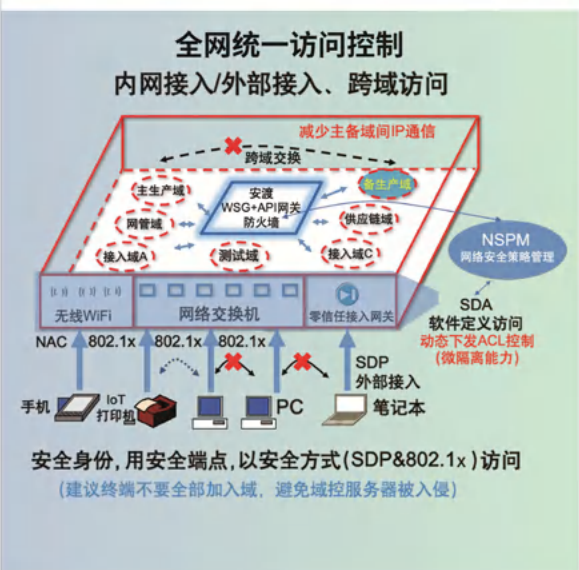 全网统一访问控制
内网接入/外部接入、跨域访问
减少主备域间IP通信
跨域交换
主生产域
安渡
WSG+API网关
防火墙
备生产域
网管域
供应链域
接入域A
测试域
接入域C
NSPM
网络安全策略管理
无线WiFi
网络交换机
零信任接入网关
SDA
软件定义访问
动态下发ACL控制
(微隔离能力)
NAC
802.1x
802.1x
802.1x
SDP
外部接入
手机
IoT
打印机
PC
笔记本
安全身份,用安全端点,以安全方式(SDP&802.1x)访问
(建议终端不要全部加入域，避免域控服务器被入侵)